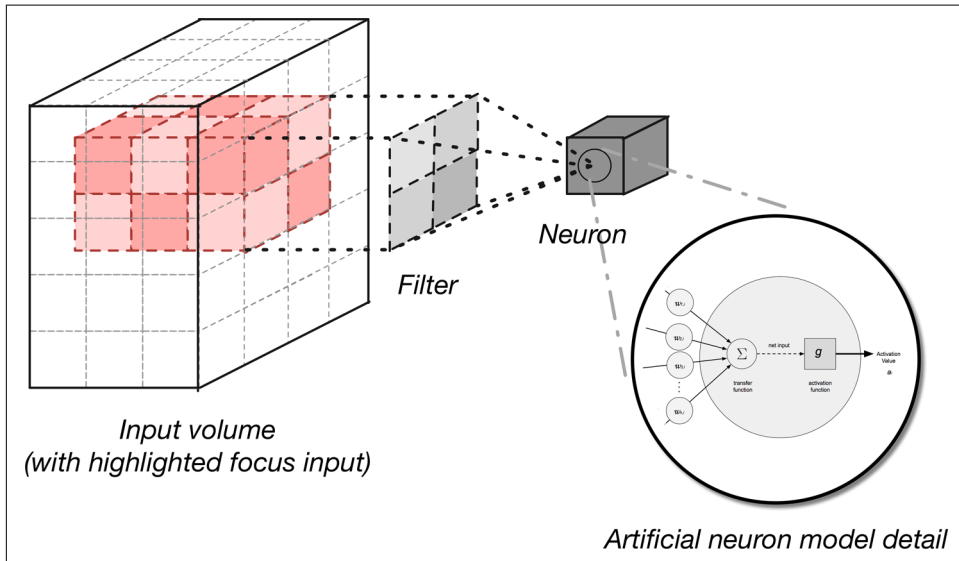 Filter
Neuron
Input volume
(with highlighted focus input)
Σ
net input
g
Activation
Value
transfer
function
activation
function
Artificial neuron model detail